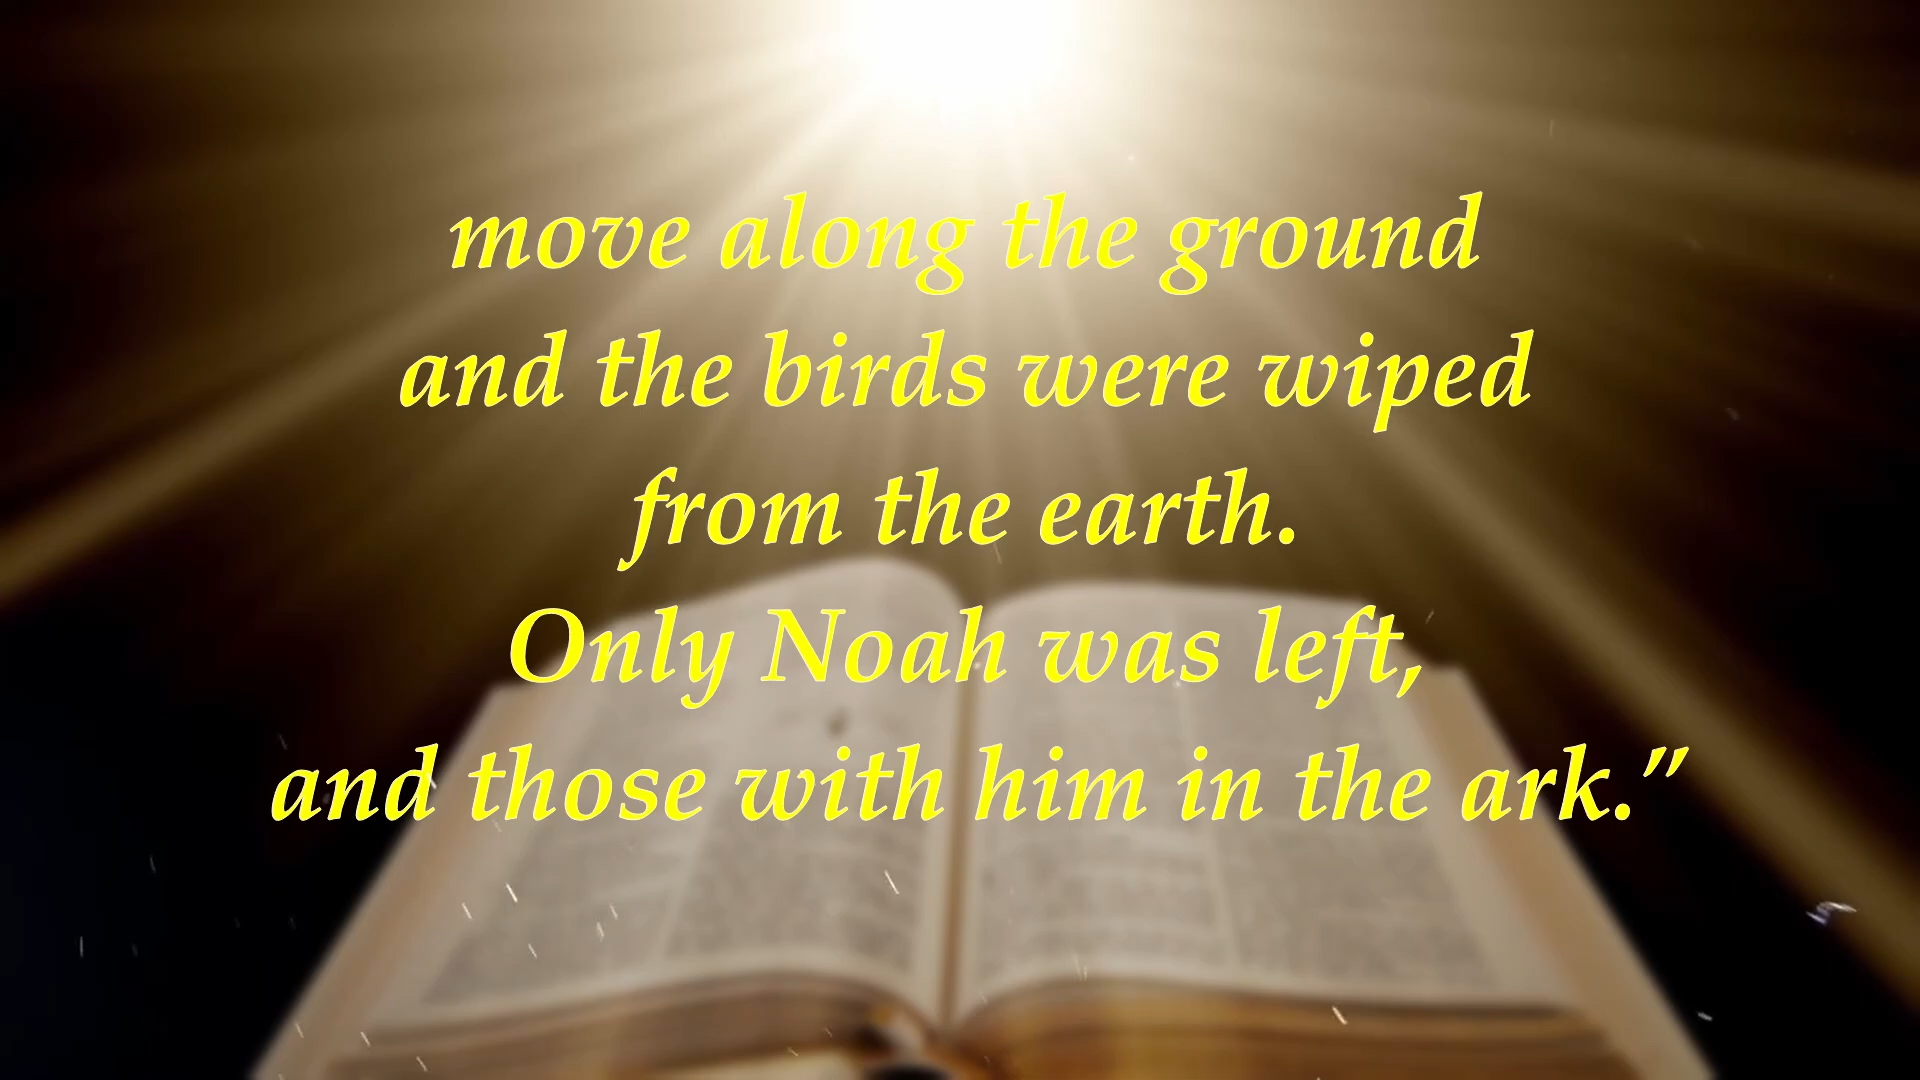 move along the ground
and the birds were wiped
from the earth.
Only Noah was left,
and those with him in the ark.”